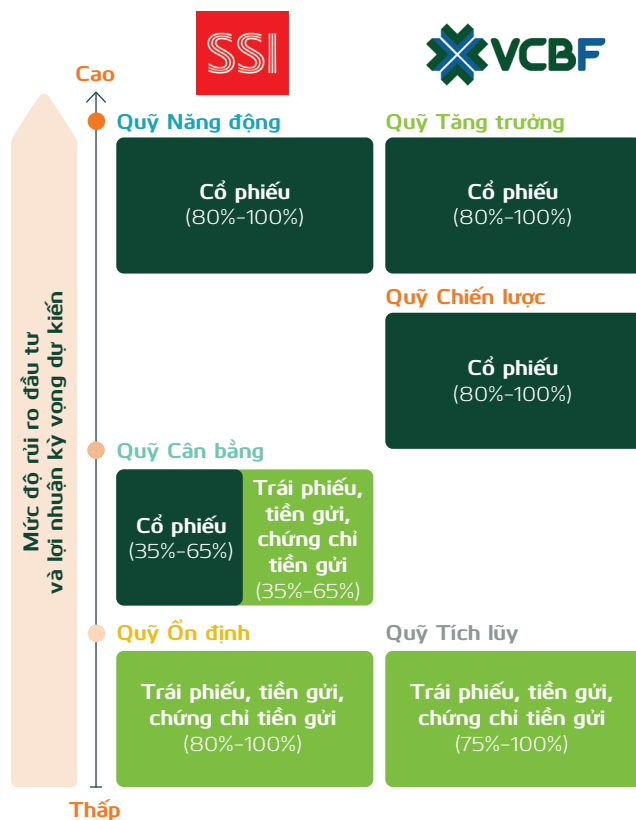 SSI
VCBF
Cao
Quỹ Năng động
Quỹ Tăng trưởng
Cổ phiếu
(80%-100%)
Cổ phiếu
(80%-100%)
Quỹ Chiến lược
Cổ phiếu
(80%-100%)
Mức độ rủi ro đầu tư
và lợi nhuận kỳ vọng dự kiến
Quỹ Cân bằng
Cổ phiếu
(35%-65%)
Trái phiếu,
tiền gửi,
chứng chỉ
tiền gửi
(35%-65%)
Quỹ Ổn định
Quỹ Tích lũy
Trái phiếu, tiền gửi,
chứng chỉ tiền gửi
(80%-100%)
Trái phiếu, tiền gửi,
chứng chỉ tiền gửi
(75%-100%)
Thấp